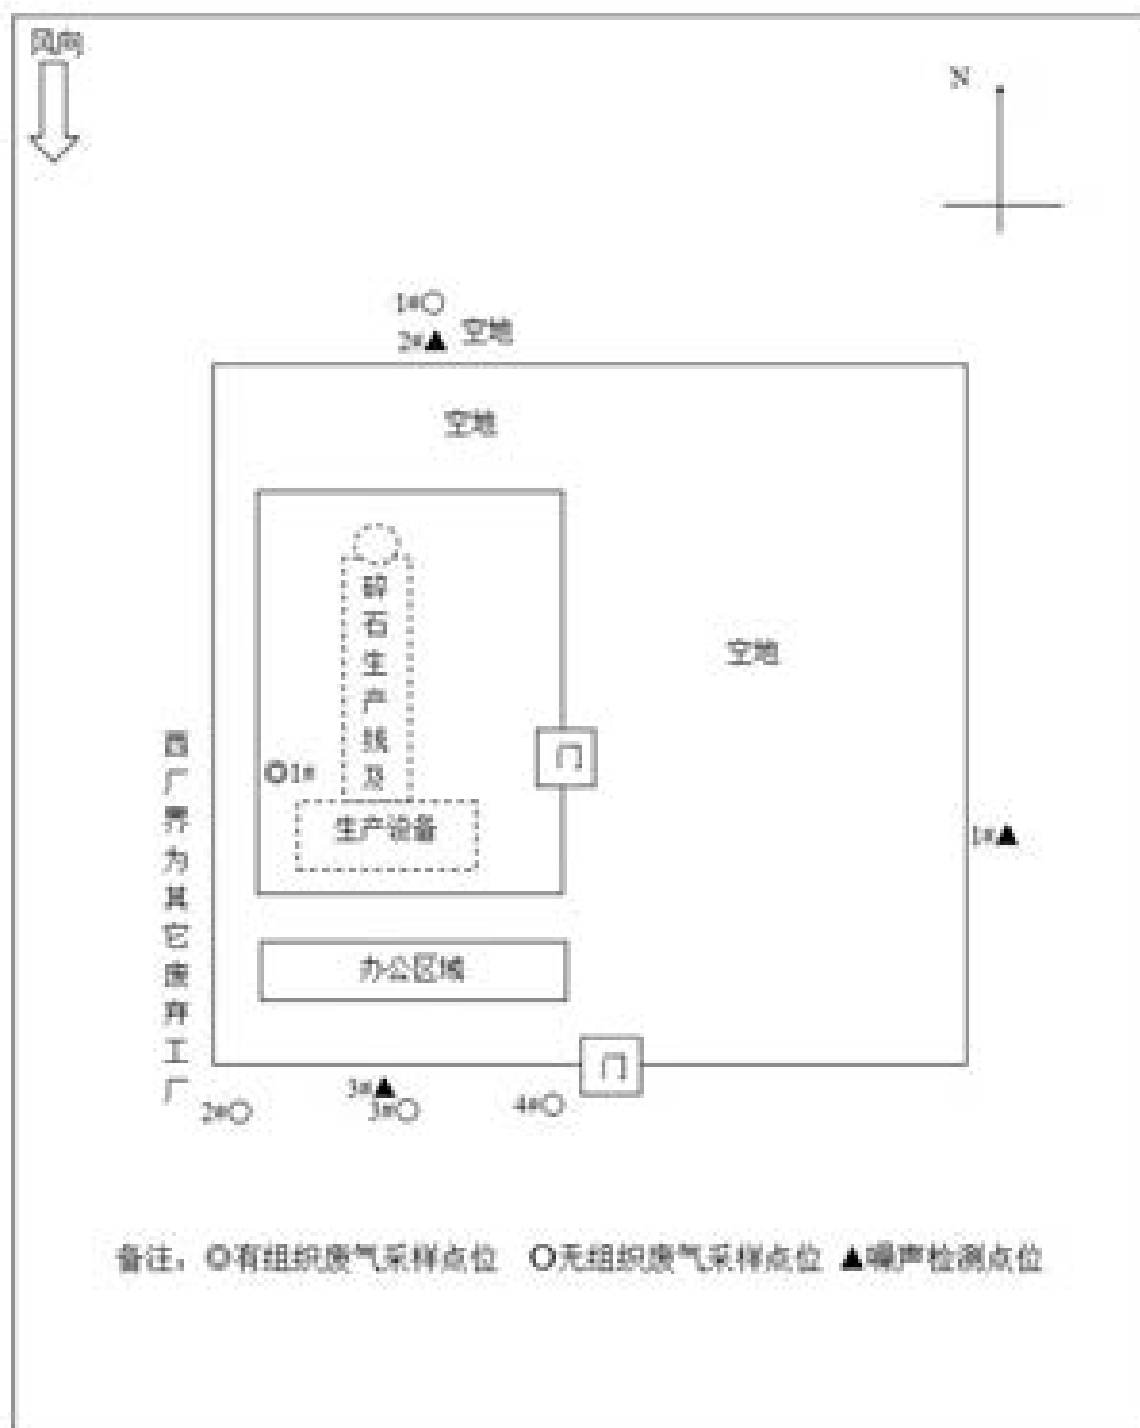 风向
N
1#○
2#▲ 空地
空地
碎石生产线及
空地
门
◎1#
生产设备
1#▲
西厂界为其它废弃工厂
办公区域
门
3#▲
2#○
3#○
4#○
备注：◎有组织废气采样点位 ○无组织废气采样点位 ▲噪声检测点位